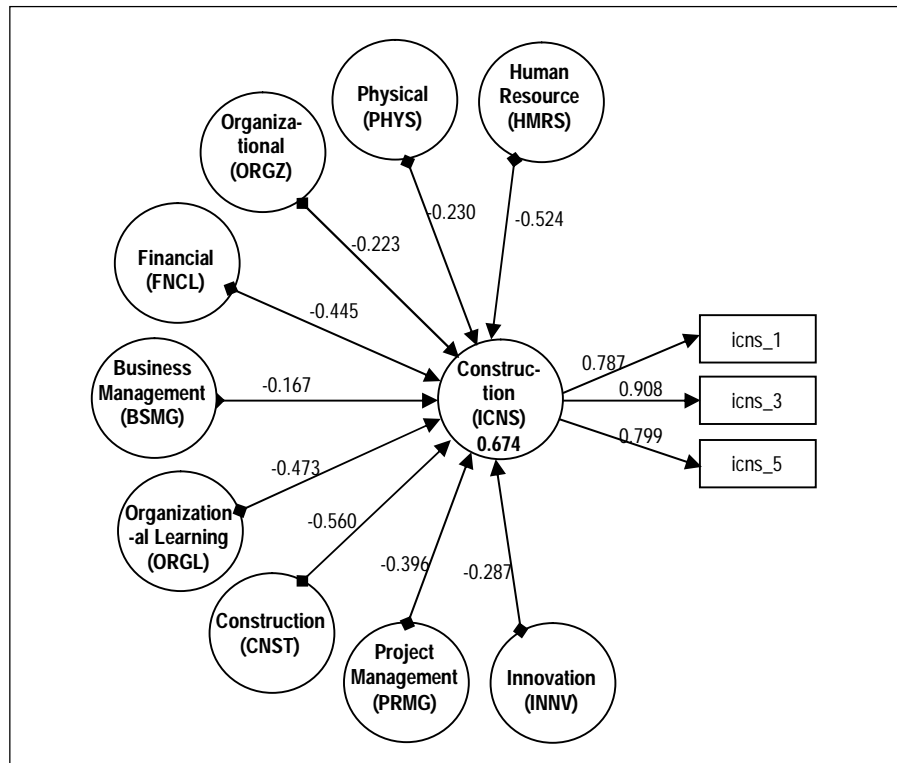 Physical
(PHYS)
Human
Resource
(HMRS)
Organiza-
tional
(ORGZ)
-0.230
-0.524
-0.223
Financial
(FNCL)
-0.445
icns_1
Business
Management
(BSMG)
-0.167
Construc-
tion
(ICNS)
0.674
0.787
0.908
icns_3
0.799
icns_5
-0.473
Organization
-al Learning
(ORGL)
-0.560
-0.396
-0.287
Construction
(CNST)
Project
Management
(PRMG)
Innovation
(INNV)